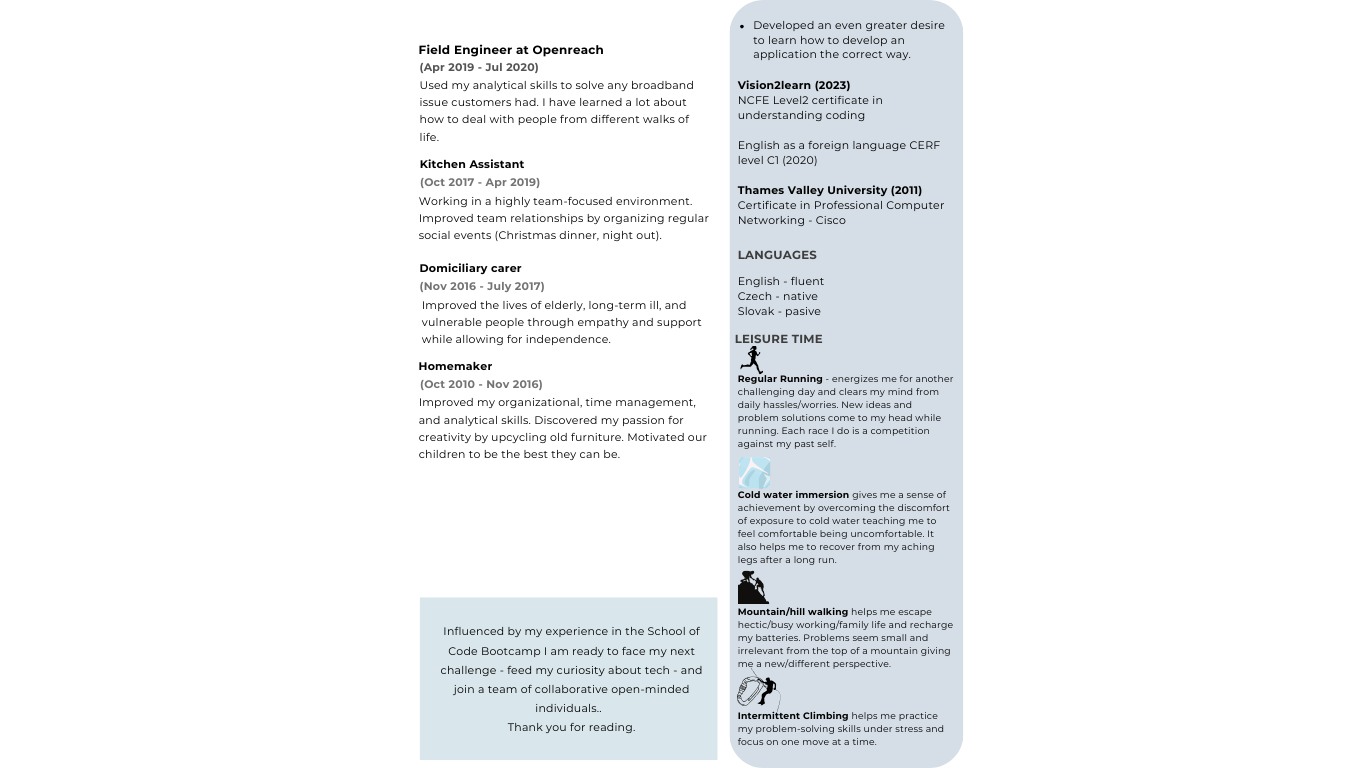 Field Engineer at Openreach
(Apr 2019 - Jul 2020)
Used my analytical skills to solve any broadband
issue customers had. I have learned a lot about
how to deal with people from different walks of
life.
Kitchen Assistant
(Oct 2017 - Apr 2019)
Working in a highly team-focused environment.
Improved team relationships by organizing regular
social events (Christmas dinner, night out).
Domiciliary carer
(Nov 2016 - July 2017)
Improved the lives of elderly, long-term ill, and
vulnerable people through empathy and support
while allowing for independence.
Homemaker
(Oct 2010 - Nov 2016)
Improved my organizational, time management,
and analytical skills. Discovered my passion for
creativity by upcycling old furniture. Motivated our
children to be the best they can be.
Influenced by my experience in the School of
Code Bootcamp I am ready to face my next
challenge - feed my curiosity about tech - and
join a team of collaborative open-minded
individuals..
Thank you for reading.
• Developed an even greater desire
to learn how to develop an
application the correct way.
Vision2learn (2023)
NCFE Level2 certificate in
understanding coding
English as a foreign language CERF
level C1 (2020)
Thames Valley University (2011)
Certificate in Professional Computer
Networking - Cisco
LANGUAGES
English - fluent
Czech - native
Slovak - pasive
LEISURE TIME
Regular Running - energizes me for another
challenging day and clears my mind from
daily hassles/worries. New ideas and
problem solutions come to my head while
running. Each race I do is a competition
against my past self.
Cold water immersion gives me a sense of
achievement by overcoming the discomfort
of exposure to cold water teaching me to
feel comfortable being uncomfortable. It
also helps me to recover from my aching
legs after a long run.
Mountain/hill walking helps me escape
hectic/busy working/family life and recharge
my batteries. Problems seem small and
irrelevant from the top of a mountain giving
me a new/different perspective.
Intermittent Climbing helps me practice
my problem-solving skills under stress and
focus on one move at a time.